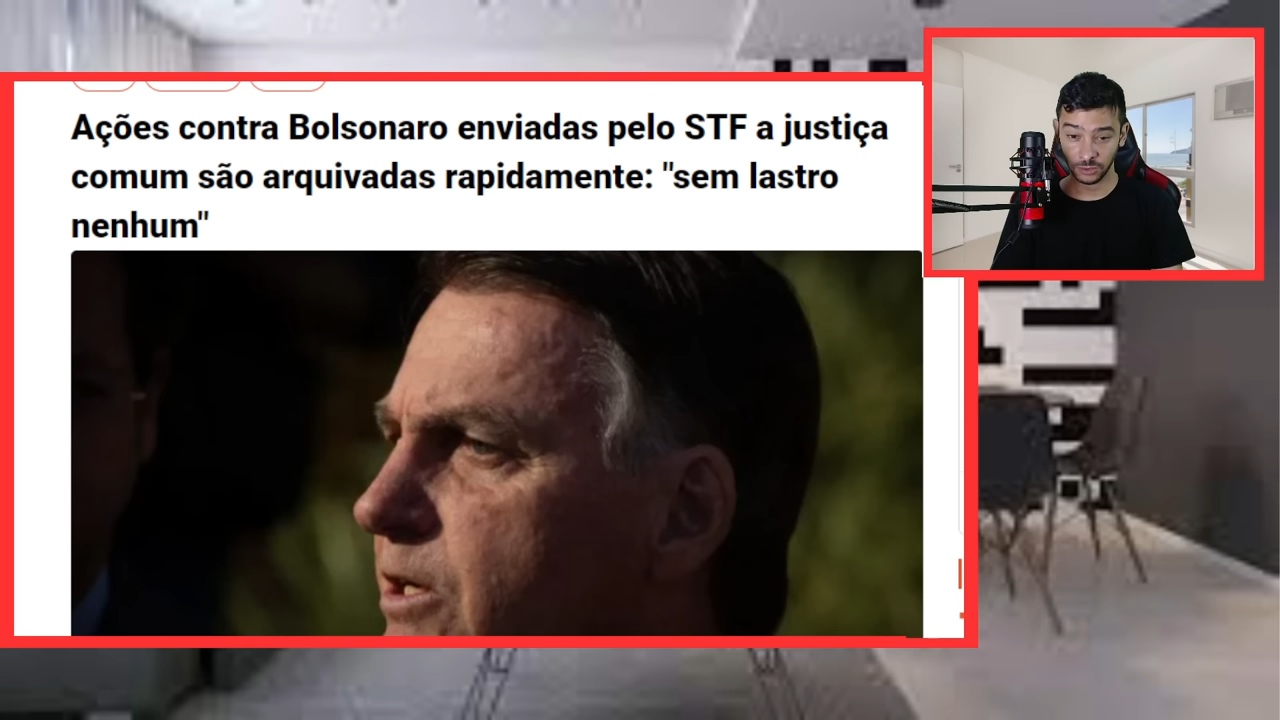 Ações contra Bolsonaro enviadas pelo STF a justiça
comum são arquivadas rapidamente: "sem lastro
nenhum"